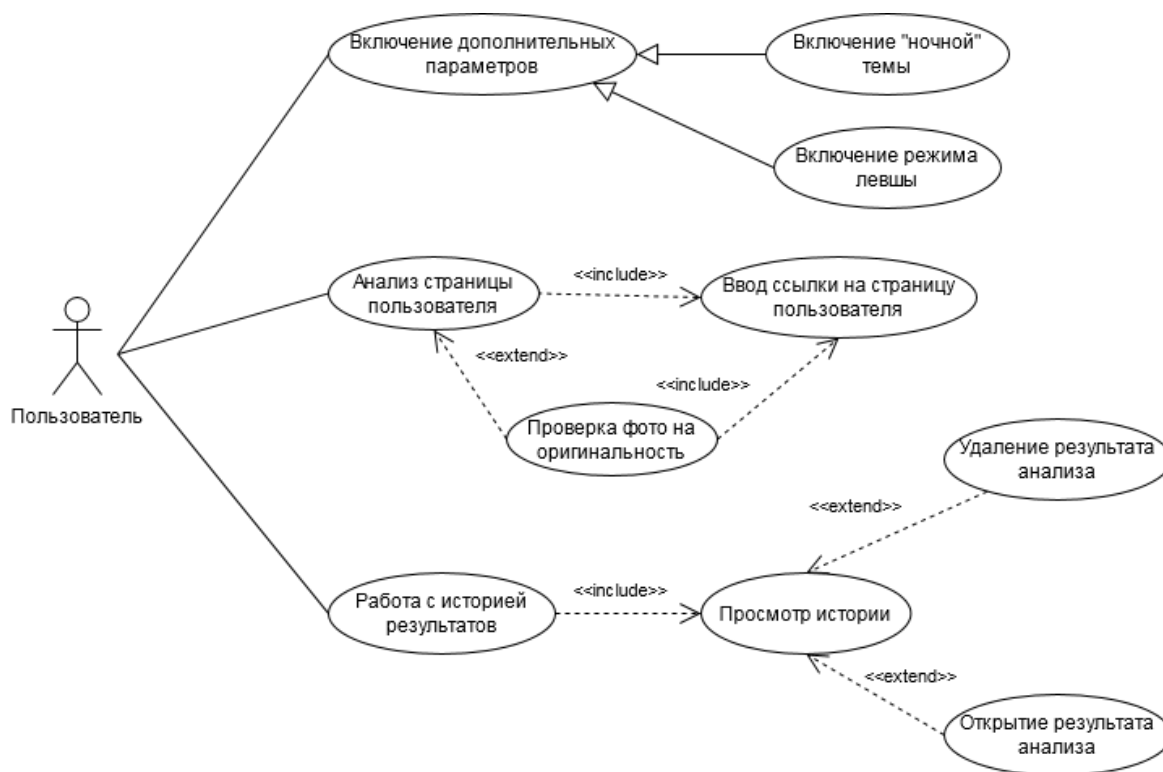 Включение дополнительных
параметров
Включение "ночной"
темы
Включение режима
левшы
Анализ страницы
пользователя
<<include>>
Ввод ссылки на страницу
пользователя
<<extend>>
<<include>>
Пользователь
Проверка фото на
оригинальность
Удаление результата
анализа
<<extend>>
Работа с историей
результатов
<<include>>
Просмотр истории
<<extend>>
Открытие результата
анализа